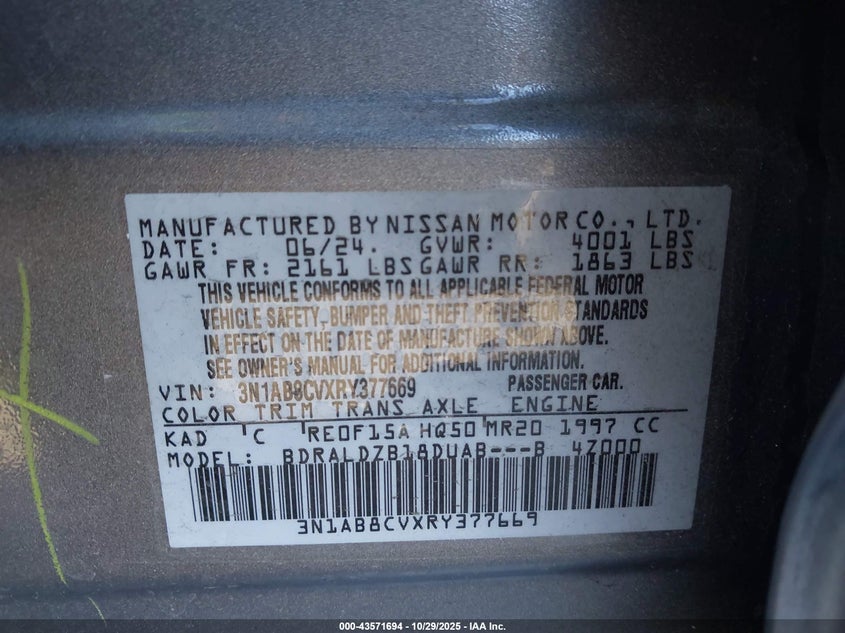 MANUFACTURED BY NISSAN MOTOR CO., LTD.
DATE: 06/24. GVWR: 4001 LBS
GAWR FR: 2161 LBS GAWR RR: 1863 LBS
THIS VEHICLE CONFORMS TO ALL APPLICABLE FEDERAL MOTOR
VEHICLE SAFETY, BUMPER AND THEFT PREVENTION STANDARDS
IN EFFECT ON THE DATE OF MANUFACTURE SHOWN ABOVE.
SEE OWNER'S MANUAL FOR ADDITIONAL INFORMATION.
VIN: 3N1AB8CVXRY377669 PASSENGER CAR.
COLOR TRIM TRANS AXLE ENGINE
KAD C RE0F15A HQ50 MR20 1997 CC
MODEL: BDRALDZB18DUAB---B 4Z000
3N1AB8CVXRY377669
000-43571694 | 10/29/2025 - IAA Inc.